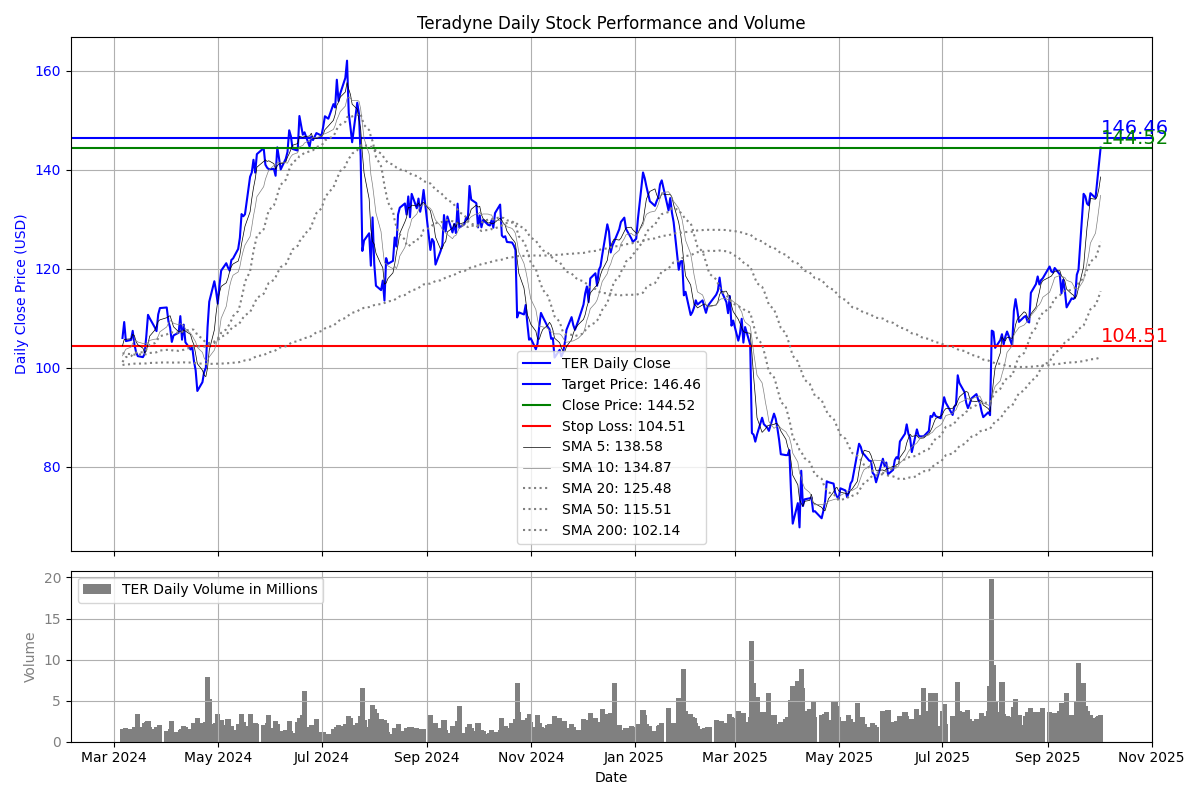 Teradyne Daily Stock Performance and Volume
160
140
120
100
80
Daily Close Price (USD)
146.46
144.52
104.51
TER Daily Close
Target Price: 146.46
Close Price: 144.52
Stop Loss: 104.51
SMA 5: 138.58
SMA 10: 134.87
SMA 20: 125.48
SMA 50: 115.51
SMA 200: 102.14
20
15
10
5
0
Volume
TER Daily Volume in Millions
Mar 2024 May 2024 Jul 2024 Sep 2024 Nov 2024 Jan 2025 Mar 2025 May 2025 Jul 2025 Sep 2025 Nov 2025
Date